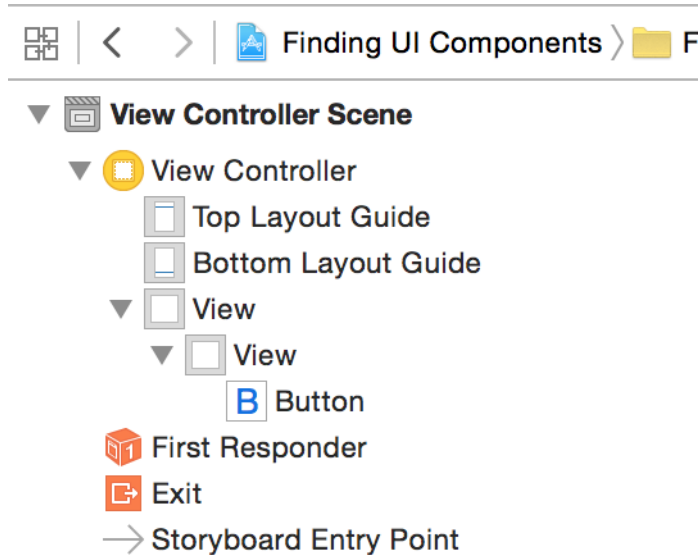 Finding UI Components F
View Controller Scene
View Controller
Top Layout Guide
Bottom Layout Guide
View
View
B Button
1 First Responder
Exit
Storyboard Entry Point